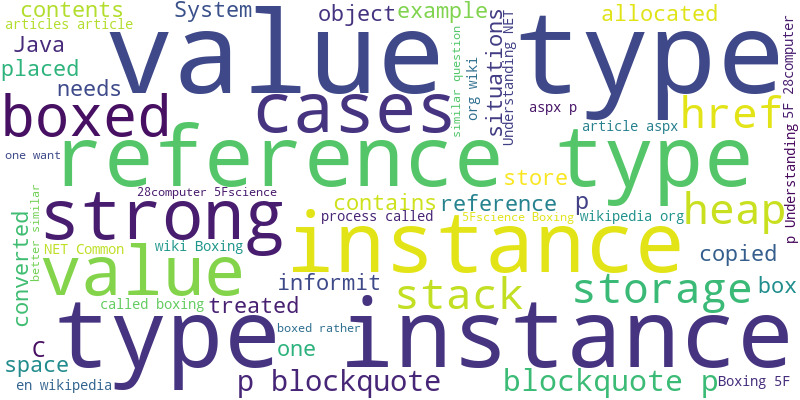 contents
System
object
example
allocated
articles article
value type
Java
similar question
org wiki
situations
Understanding NET
p Understanding 5F 28computer
placed
needs
boxed
cases
aspx p
href
article aspx
one want
reference type
store
28computer 5Fscience
better similar
strong
contains
reference
p
heap
process called
5Fscience Boxing
wikipedia org
instance
NET Common
wiki Boxing
copied
converted
value
informit
stack
storage
box
called boxing
treated
type instance
boxed rather
C
one
space
en wikipedia
p blockquote
blockquote p
Boxing 5F